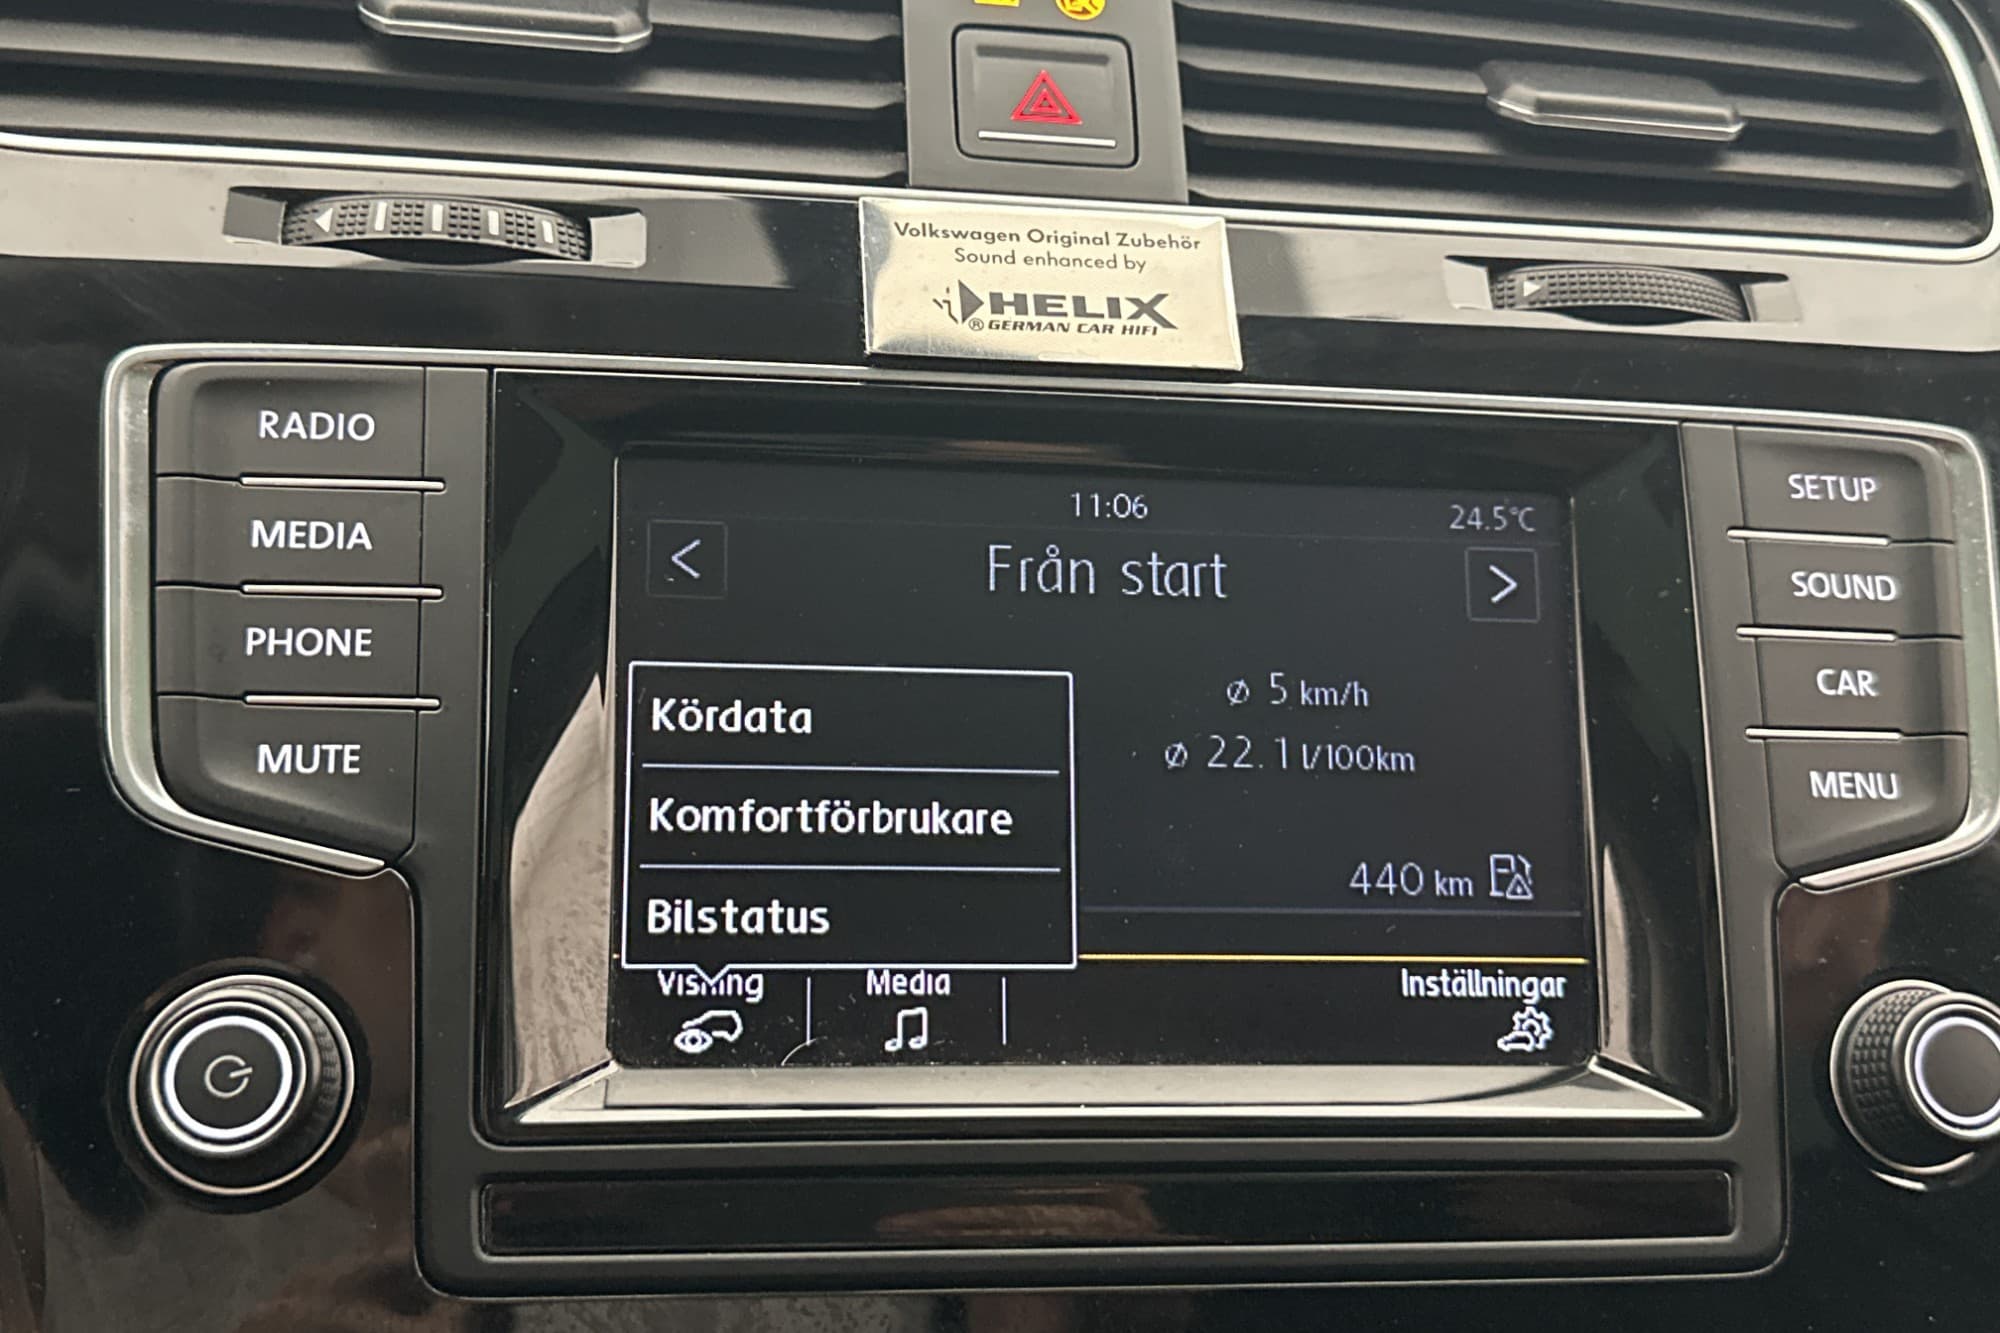 Volkswagen Original Zubehör
Sound enhanced by
HELIX
® GERMAN CAR HIFI
RADIO
MEDIA
PHONE
MUTE
11:06
24.5°C
<
Från start
>
Kördata
Komfortförbrukare
Bilstatus
Ø 5 km/h
Ø 22.1 l/100km
440 km
Visning
Media
Inställningar
SETUP
SOUND
CAR
MENU